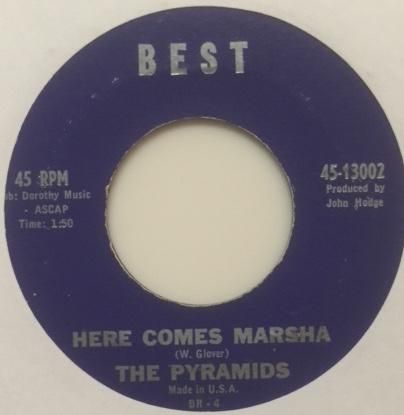 BEST
45 RPM
Pub: Dorothy Music
- ASCAP
Time: 1:50
45-13002
Produced by
John Hodge
HERE COMES MARSHA
(W. Glover)
THE PYRAMIDS
Made in U.S.A.
BR-4